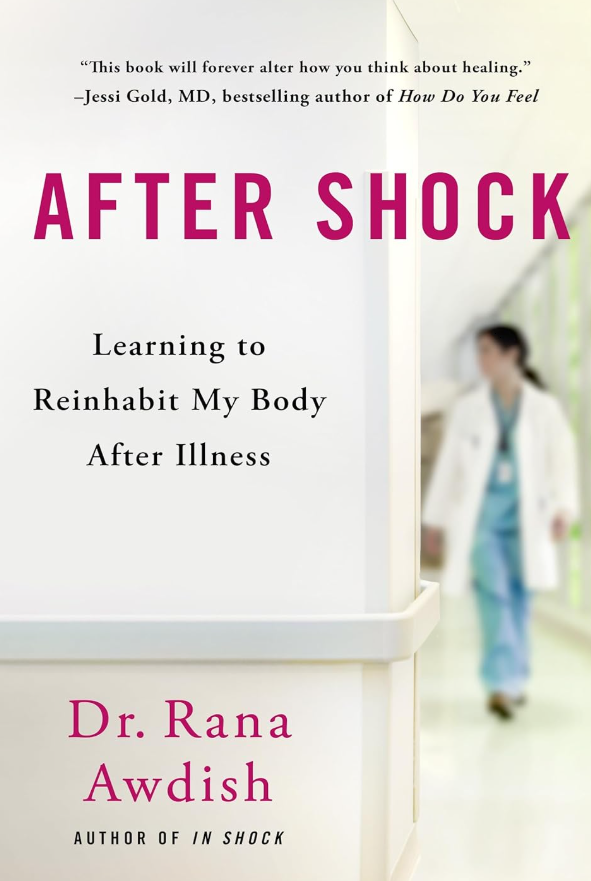 “This book will forever alter how you think about healing.”
–Jessi Gold, MD, bestselling author of How Do You Feel
AFTER SHOCK
Learning to
Reinhabit My Body
After Illness
Dr. Rana
Awdish
AUTHOR OF IN SHOCK